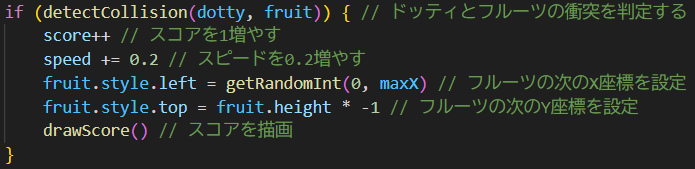 if (detectCollision(dotty, fruit)) { // ドッティとフルーツの衝突を判定する
score++ // スコアを1増やす
speed += 0.2 // スピードを0.2増やす
fruit.style.left = getRandomInt(0, maxX) // フルーツの次のX座標を設定
fruit.style.top = fruit.height * -1 // フルーツの次のY座標を設定
drawScore() // スコアを描画
}